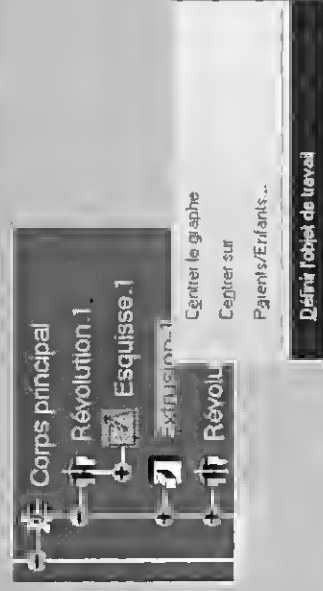 Corps principal
Révolution.1
Esquisse.1
Extrusion.1
Révolu
Centrer le graphe
Centrer sur
Parents/Enfants...
Définir l'objet de travail